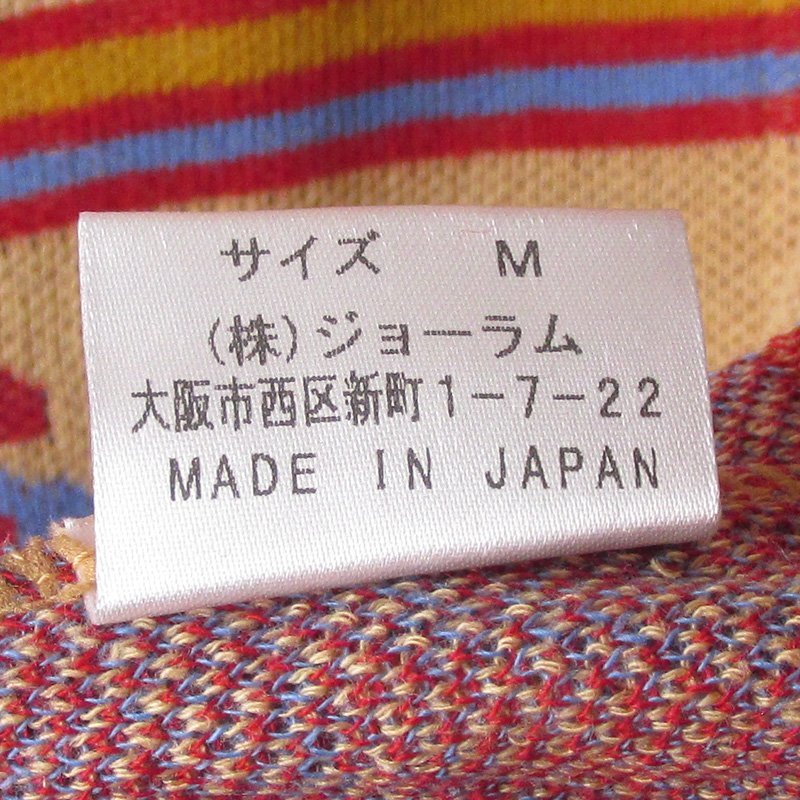 サイズ M
(株)ジョーラム
大阪市西区新町1-7-22
MADE IN JAPAN